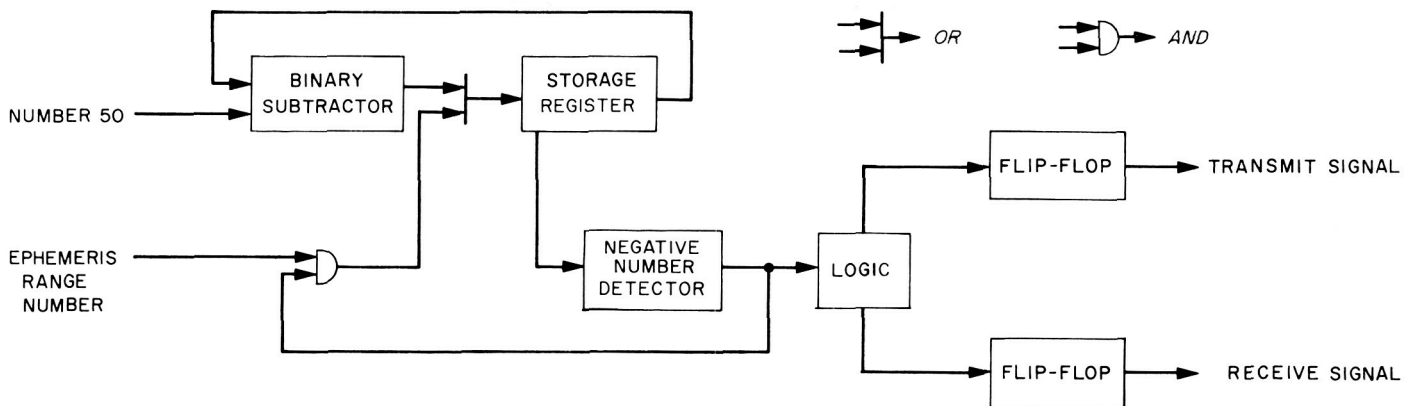 OR
AND
BINARY
SUBTRACTOR
STORAGE
REGISTER
NUMBER 50
FLIP-FLOP
TRANSMIT SIGNAL
EPHEMERIS
RANGE
NUMBER
NEGATIVE
NUMBER
DETECTOR
LOGIC
FLIP-FLOP
RECEIVE SIGNAL